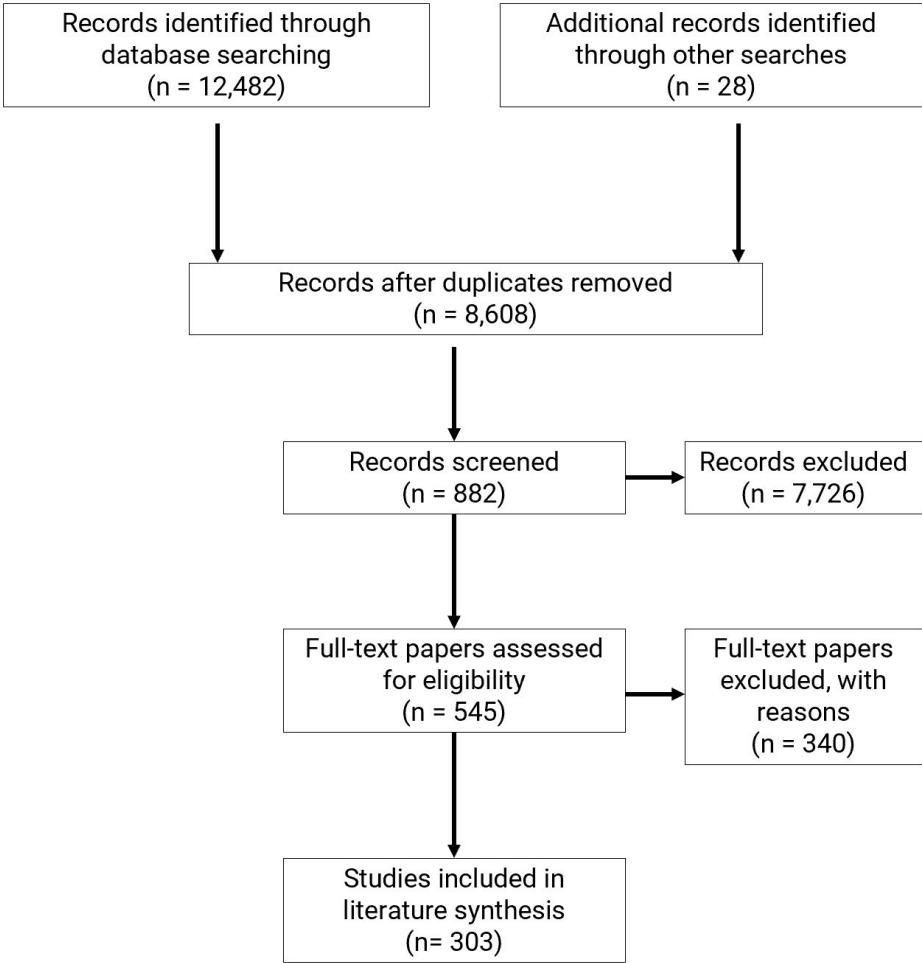 Records identified through
database searching
(n = 12,482)
Additional records identified
through other searches
(n = 28)
Records after duplicates removed
(n = 8,608)
Records screened
(n = 882)
Records excluded
(n = 7,726)
Full-text papers assessed
for eligibility
(n = 545)
Full-text papers
excluded, with
reasons
(n = 340)
Studies included in
literature synthesis
(n= 303)